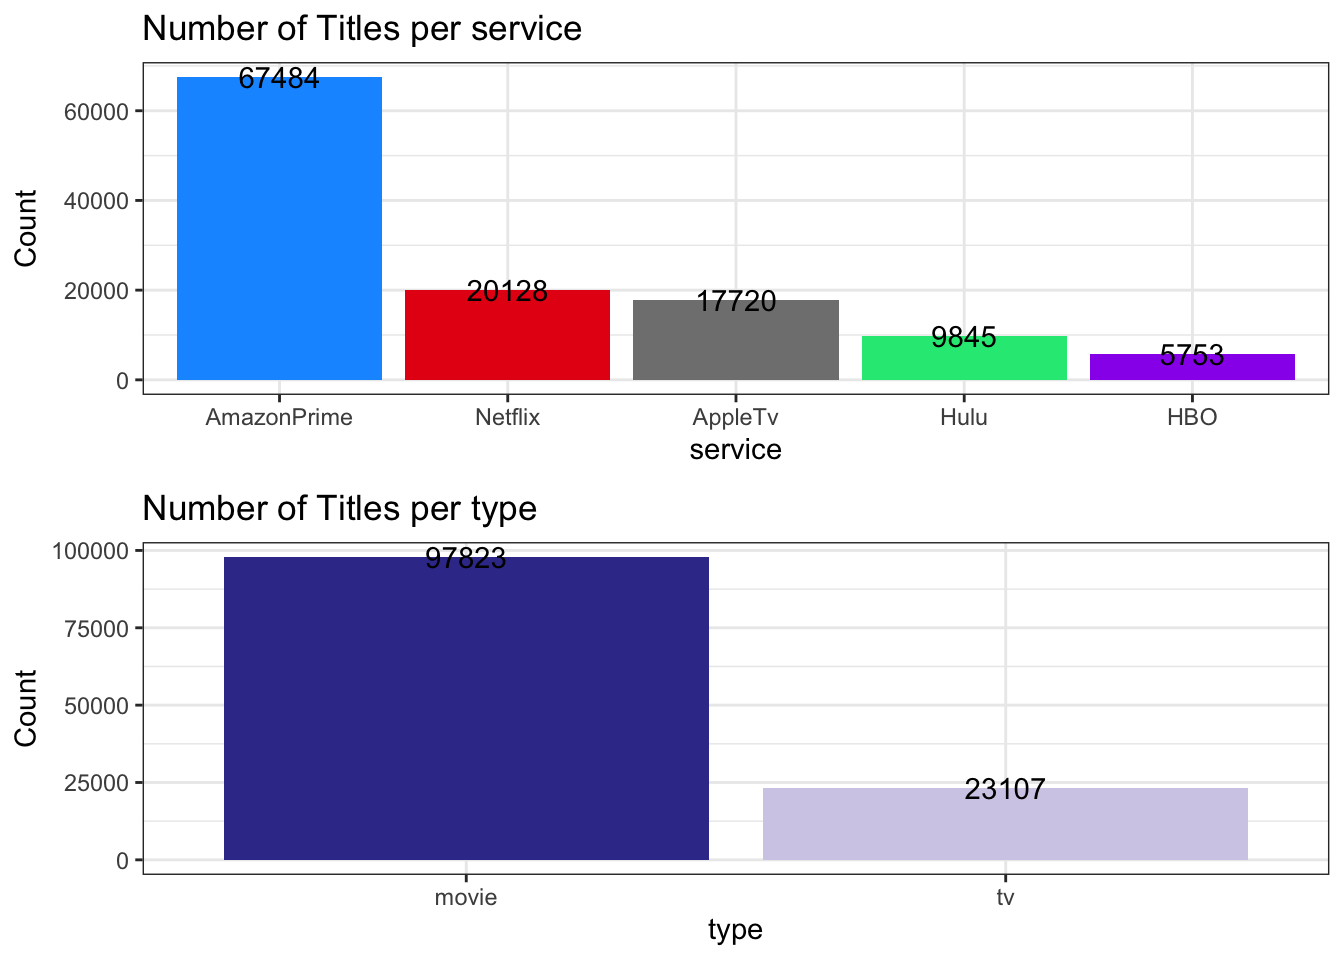 Number of Titles per service
67484
60000
40000
20000
0
Count
20128
17720
9845
5753
AmazonPrime Netflix AppleTv Hulu HBO
service
Number of Titles per type
100000
97823
75000
50000
25000
0
Count
23107
movie tv
type